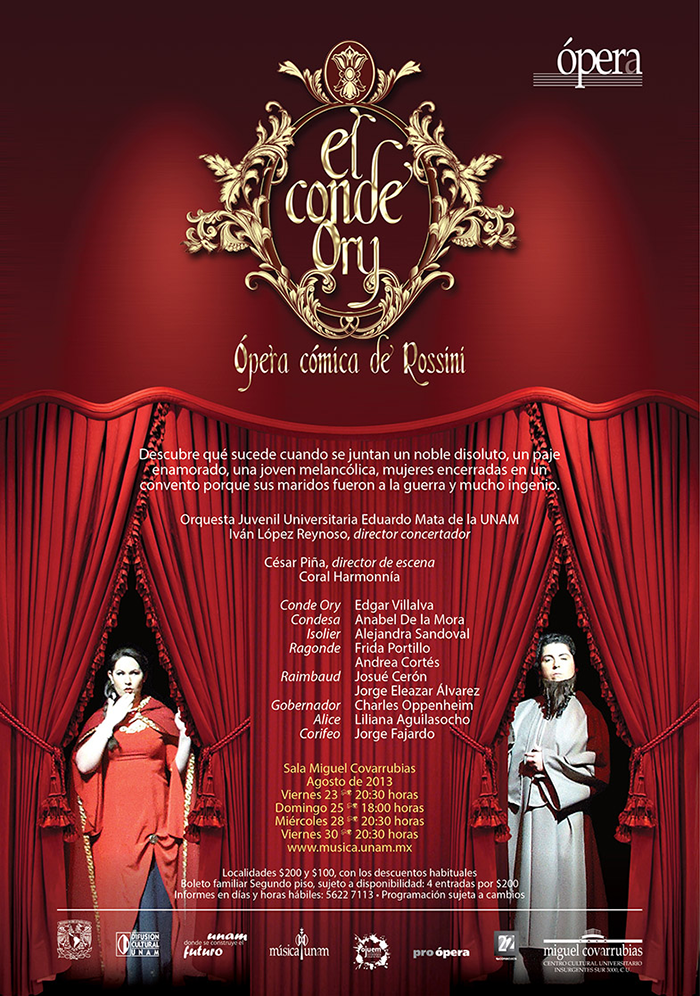 ópera
el
conde
Ory
Ópera cómica de Rossini
Descubre qué sucede cuando se juntan un noble disoluto, un paje
enamorado, una joven melancólica, mujeres encerradas en un
convento porque sus maridos fueron a la guerra y mucho ingenio.
Orquesta Juvenil Universitaria Eduardo Mata de la UNAM
Iván López Reynoso, director concertador
César Piña, director de escena
Coral Harmonnía
Conde Ory Edgar Villalva
Condesa Anabel De la Mora
Isolier Alejandra Sandoval
Ragonde Frida Portillo
Andrea Cortés
Raimbaud Josué Cerón
Jorge Eleazar Álvarez
Gobernador Charles Oppenheim
Alice Liliana Aguilasocho
Corifeo Jorge Fajardo
Sala Miguel Covarrubias
Agosto de 2013
Viernes 23 20:30 horas
Domingo 25 18:00 horas
Miércoles 28 20:30 horas
Viernes 30 20:30 horas
www.musica.unam.mx
Localidades $200 y $100, con los descuentos habituales
Boleto familiar Segundo piso, sujeto a disponibilidad: 4 entradas por $200
Informes en días y horas hábiles: 5622 7113 - Programación sujeta a cambios
DIFUSIÓN
CULTURAL
UNAM
unam
donde se construye el
futuro
música unam
ojuem
pro ópera
miguel covarrubias
CENTRO CULTURAL UNIVERSITARIO
INSURGENTES SUR 3000, C.U.